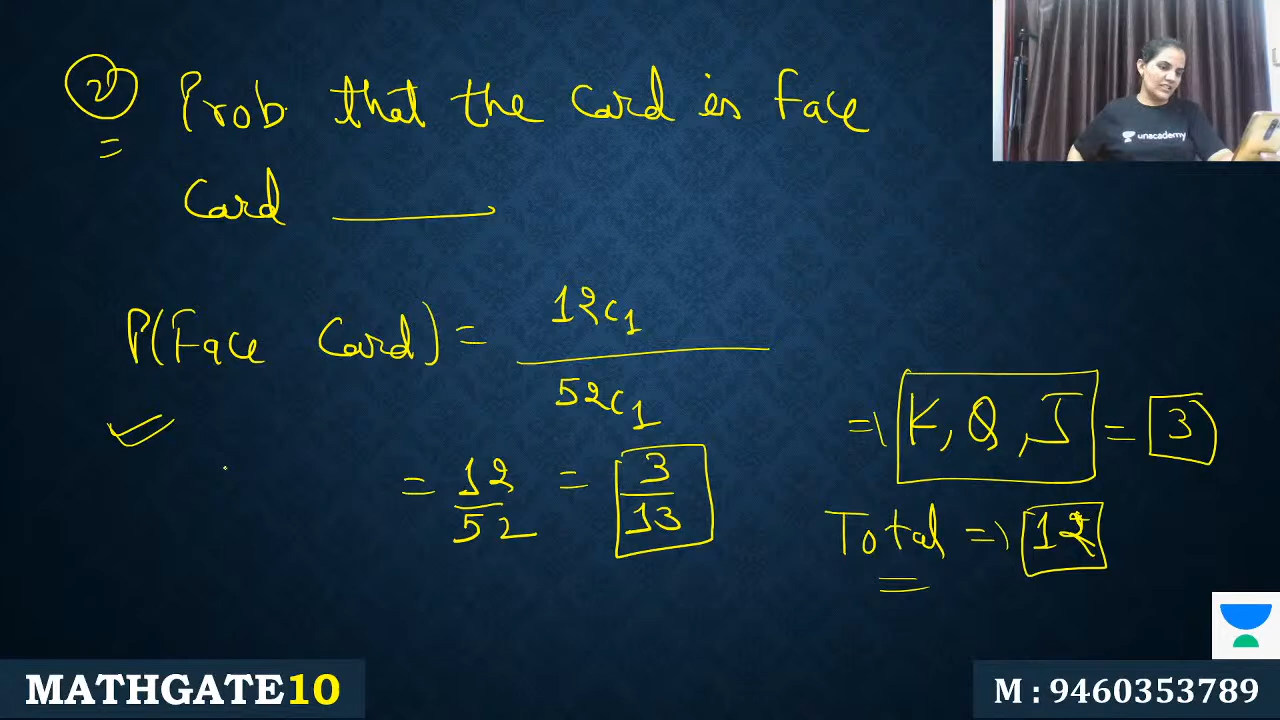 2) Prob that the card is face
Card ______
P(Face Card) = 12c1 / 52c1
= 12/52 = 3/13
=> K, Q, J = 3
Total => 12
unacademy
MATHGATE10
M : 9460353789